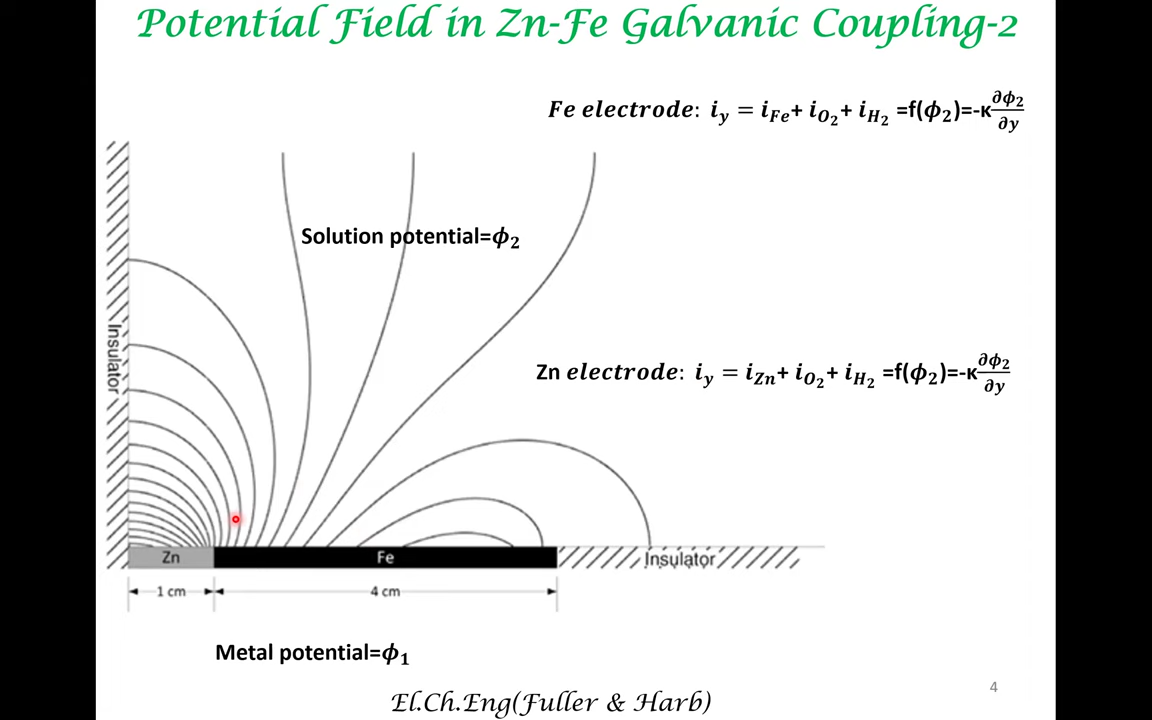 Potential Field in Zn-Fe Galvanic Coupling-2
Fe electrode: i_y = i_Fe+ i_O₂+ i_H₂ =f(ϕ₂)=-κ∂ϕ₂/∂y
Solution potential=ϕ₂
Insulator
Zn electrode: i_y = i_Zn+ i_O₂+ i_H₂ =f(ϕ₂)=-κ∂ϕ₂/∂y
Zn
Fe
Insulator
1 cm
4 cm
Metal potential=ϕ₁
4
El.Ch.Eng(Fuller & Harb)